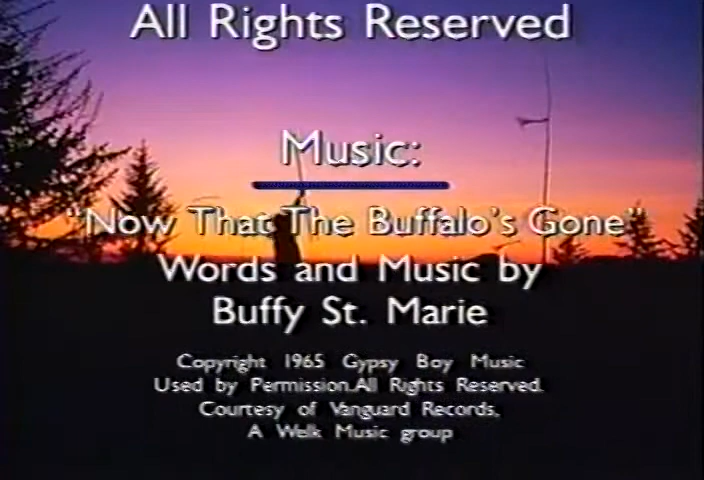 All Rights Reserved
Music:
"Now That The Buffalo's Gone"
Words and Music by
Buffy St. Marie
Copyright 1965 Gypsy Boy Music
Used by Permission.All Rights Reserved.
Courtesy of Vanguard Records,
A Welk Music group